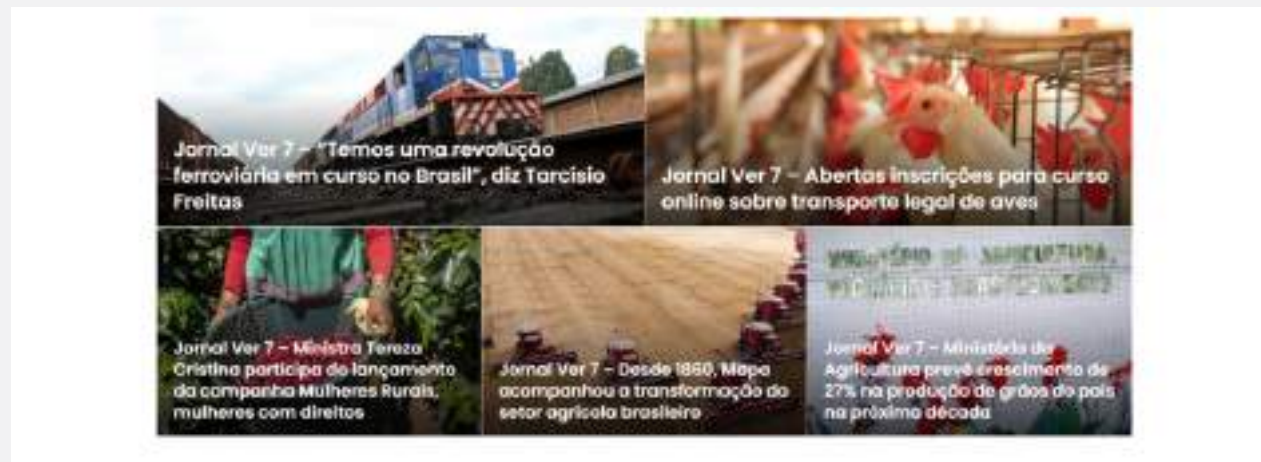 Jornal Ver 7 – "Temos uma revolução
ferroviária em curso no Brasil", diz Tarcisio
Freitas
Jornal Ver 7 – Abertas inscrições para curso
online sobre transporte legal de aves
Jornal Ver 7 – Ministra Tereza
Cristina participa do lançamento
da campanha Mulheres Rurais,
mulheres com direitos
Jornal Ver 7 – Desde 1860, Mapa
acompanhou a transformação do
setor agrícola brasileiro
MINISTÉRIO DA AGRICULTURA,
Jornal Ver 7 – Ministério da
Agricultura prevê crescimento de
27% na produção de grãos do país
na próxima década